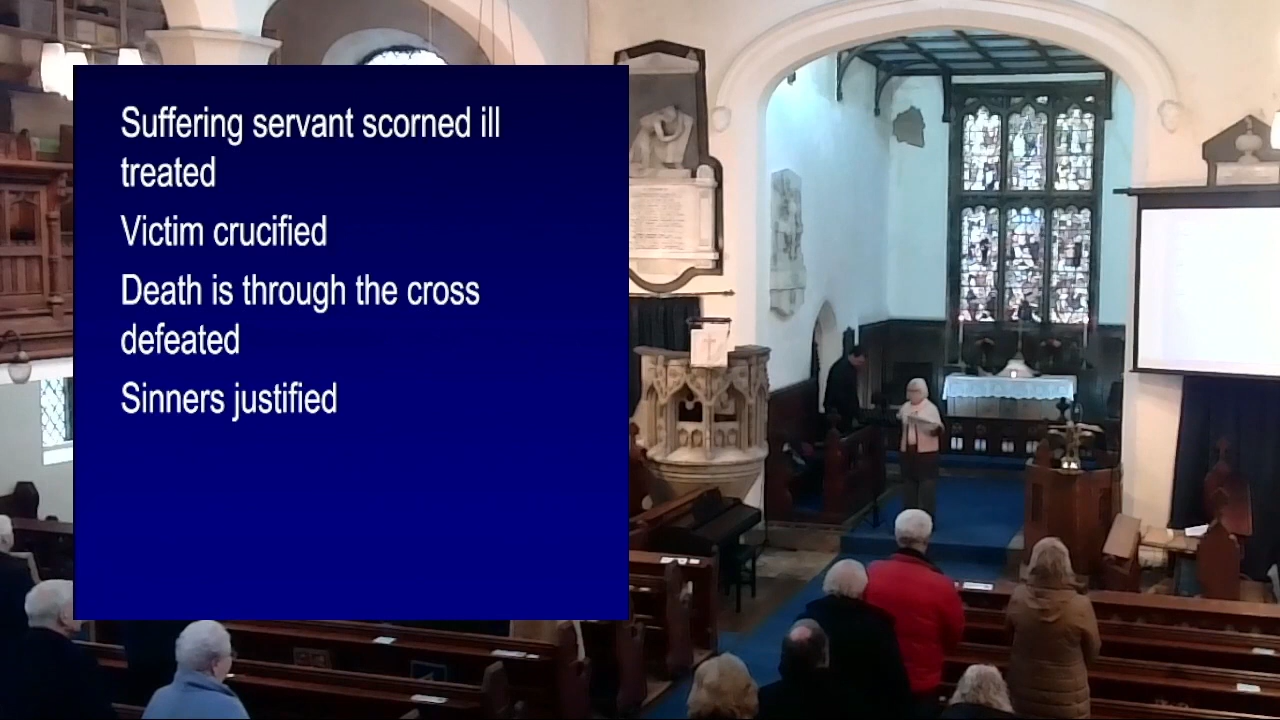 Suffering servant scorned ill
treated
Victim crucified
Death is through the cross
defeated
Sinners justified